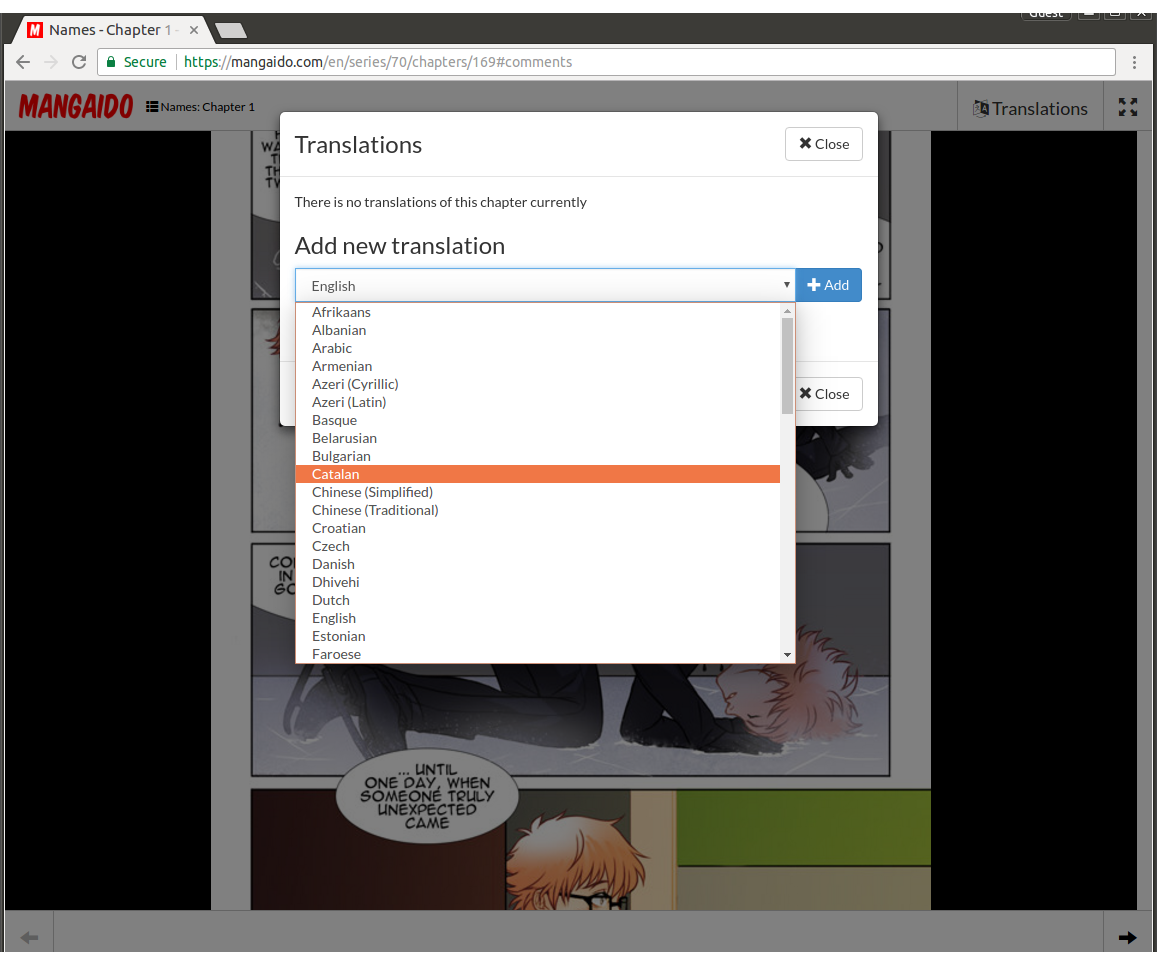 Guest
Names - Chapter 1 -
Secure
https://mangaido.com/en/series/70/chapters/169#comments
MANGAIDO
Names: Chapter 1
Translations
Translations
Close
There is no translations of this chapter currently
Add new translation
English
Add
Afrikaans
Albanian
Arabic
Armenian
Azeri (Cyrillic)
Azeri (Latin)
Basque
Belarusian
Bulgarian
Catalan
Chinese (Simplified)
Chinese (Traditional)
Croatian
Czech
Danish
Dhivehi
Dutch
English
Estonian
Faroese
Close
... UNTIL
ONE DAY, WHEN
SOMEONE TRULY
UNEXPECTED
CAME